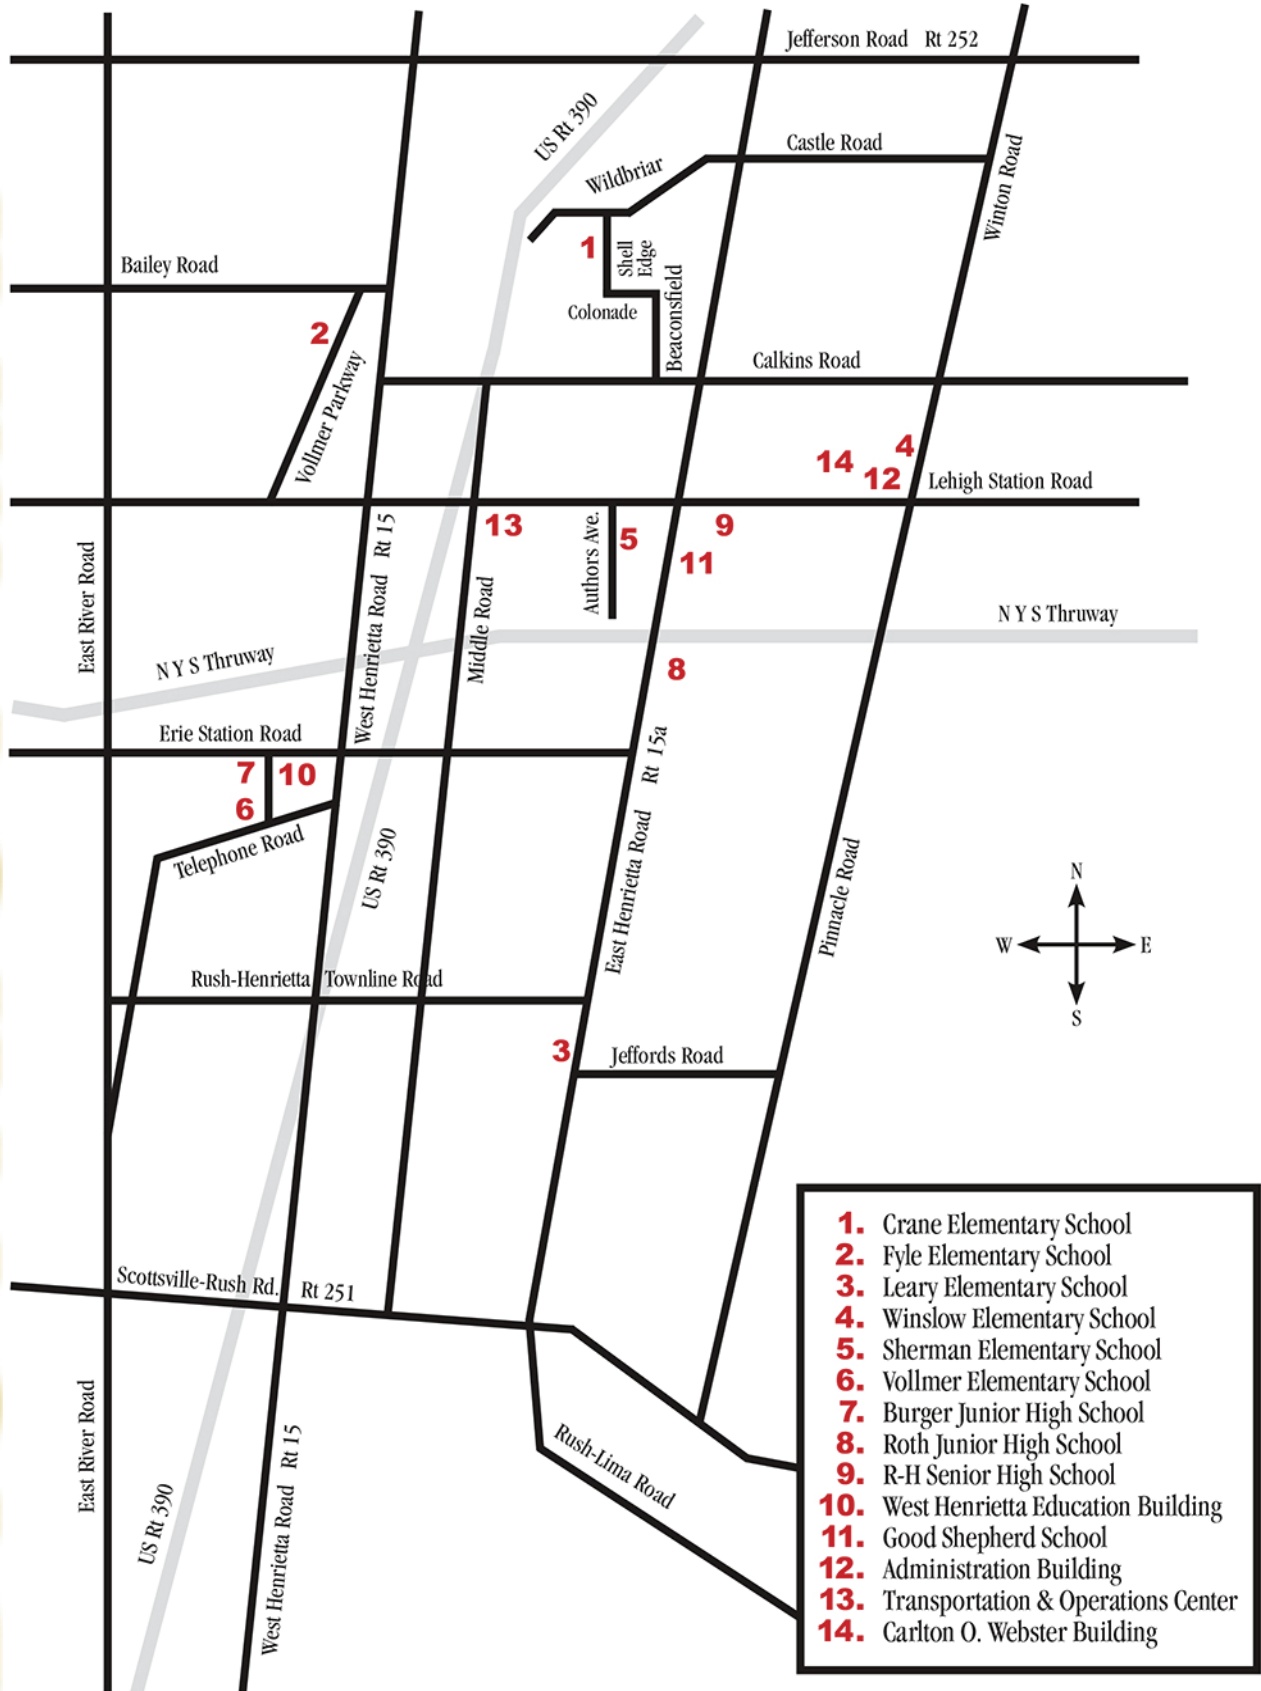 Jefferson Road Rt 252
US Rt 390
Castle Road
Wildbriar
Winton Road
1
Shell
Edge
Bailey Road
Colonade
Beaconsfield
2
Vollmer Parkway
Calkins Road
4
14
12
Lehigh Station Road
13
Authors Ave.
5
9
11
East River Road
West Henrietta Road Rt 15
Middle Road
N Y S Thruway
N Y S Thruway
8
Erie Station Road
7
10
6
Telephone Road
US Rt 390
East Henrietta Road Rt 15a
Pinnacle Road
N
W
E
S
Rush-Henrietta Townline Road
3
Jeffords Road
Scottsville-Rush Rd. Rt 251
East River Road
US Rt 390
West Henrietta Road Rt 15
Rush-Lima Road
1. Crane Elementary School
2. Fyle Elementary School
3. Leary Elementary School
4. Winslow Elementary School
5. Sherman Elementary School
6. Vollmer Elementary School
7. Burger Junior High School
8. Roth Junior High School
9. R-H Senior High School
10. West Henrietta Education Building
11. Good Shepherd School
12. Administration Building
13. Transportation & Operations Center
14. Carlton O. Webster Building